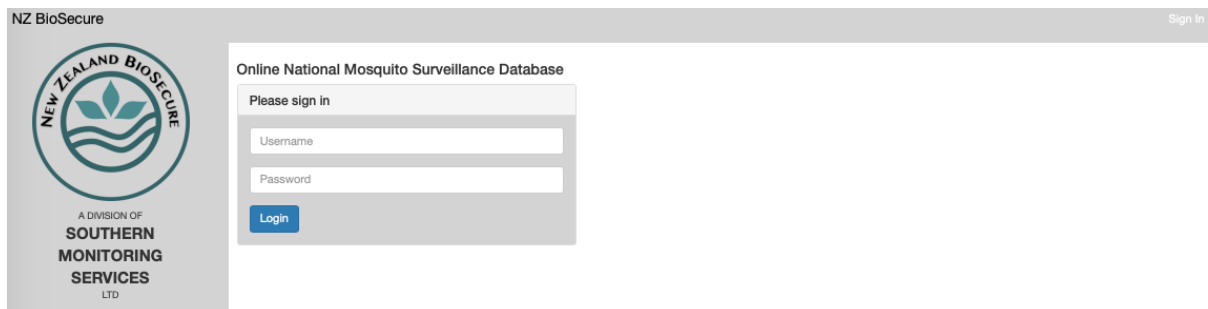 NZ BioSecure
Sign In
NEW ZEALAND BIOSECURE
A DIVISION OF
SOUTHERN
MONITORING
SERVICES
LTD
Online National Mosquito Surveillance Database
Please sign in
Username
Password
Login